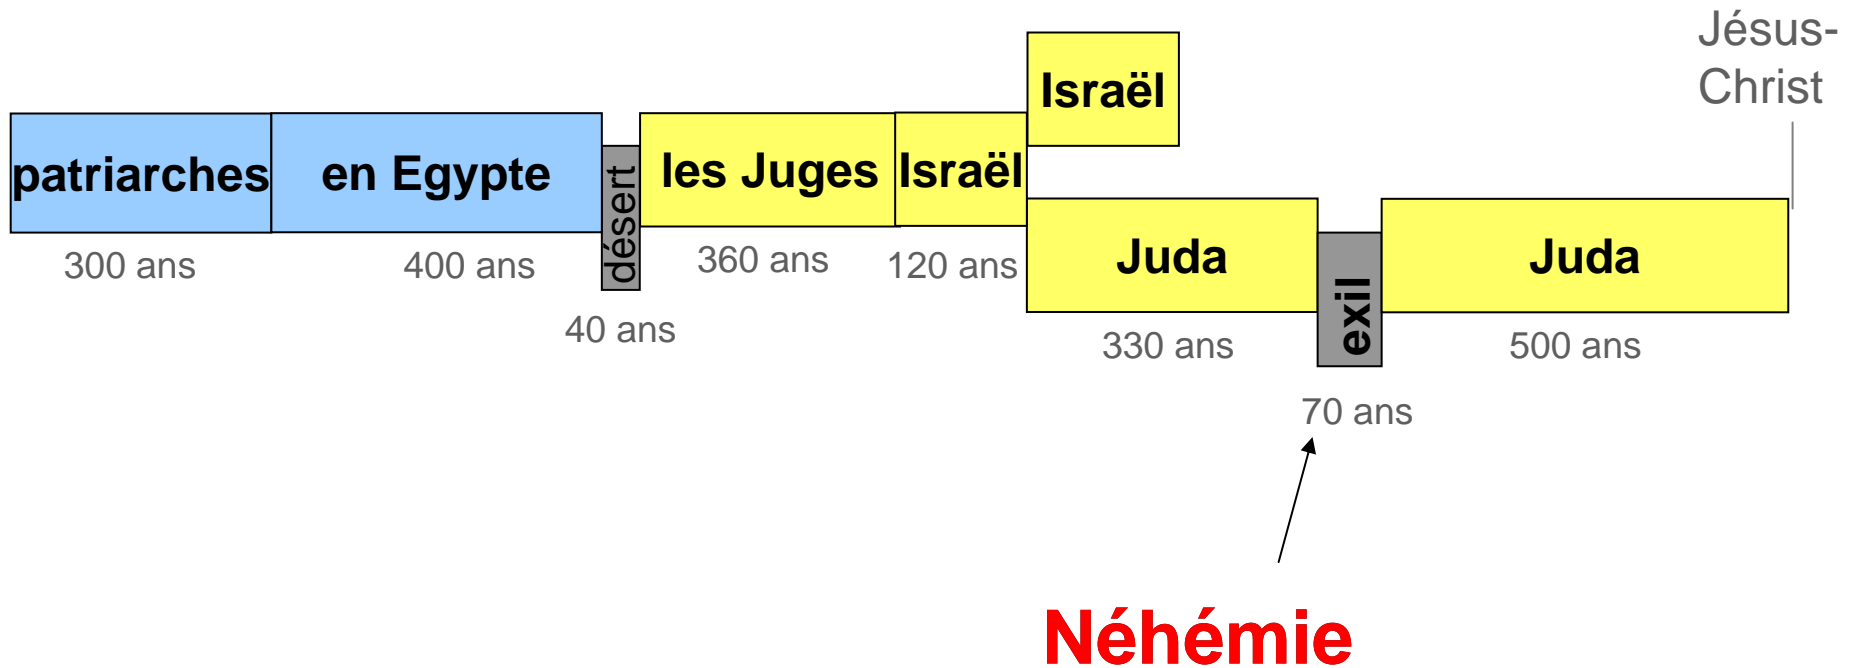 Jésus-
Christ
Israël
patriarches
en Egypte
désert
les Juges
Israël
300 ans
400 ans
40 ans
360 ans
120 ans
Juda
exil
Juda
330 ans
70 ans
500 ans
Néhémie